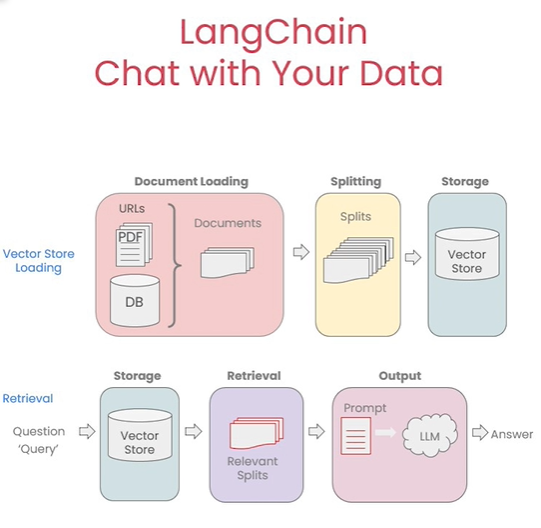 LangChain
Chat with Your Data
Document Loading
Splitting
Storage
Vector Store
Loading
URLs
PDF
DB
Documents
Splits
Vector
Store
Storage
Retrieval
Output
Retrieval
Question
'Query'
Vector
Store
Relevant
Splits
Prompt
LLM
Answer